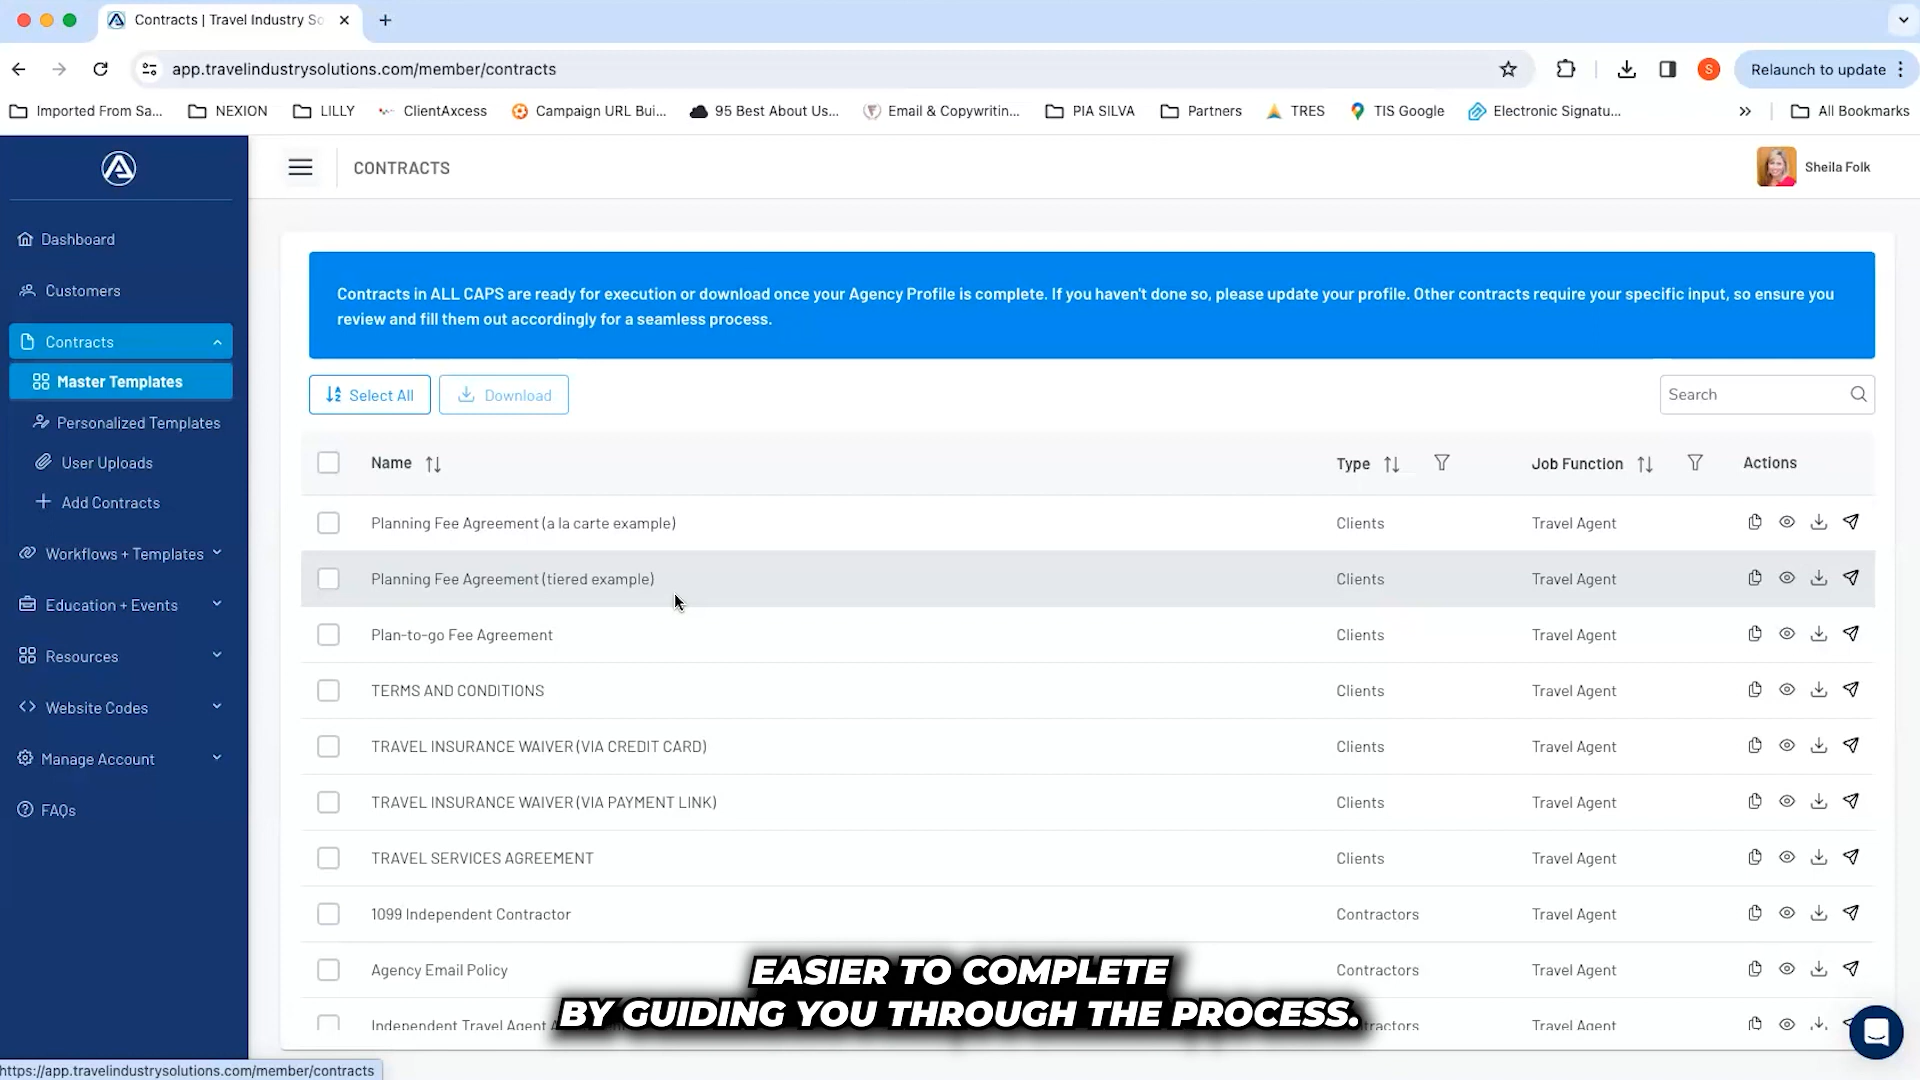 Contracts | Travel Industry So
app.travelindustrysolutions.com/member/contracts
Relaunch to update
Imported From Sa...
NEXION
LILLY
ClientAxcess
Campaign URL Bui...
95 Best About Us...
Email & Copywritin...
PIA SILVA
Partners
TRES
TIS Google
Electronic Signatu...
All Bookmarks
CONTRACTS
Sheila Folk
Dashboard
Customers
Contracts
Master Templates
Personalized Templates
User Uploads
Add Contracts
Workflows + Templates
Education + Events
Resources
Website Codes
Manage Account
FAQs
Contracts in ALL CAPS are ready for execution or download once your Agency Profile is complete. If you haven't done so, please update your profile. Other contracts require your specific input, so ensure you
review and fill them out accordingly for a seamless process.
Select All
Download
Search
Name Type Job Function Actions
Planning Fee Agreement (a la carte example) Clients Travel Agent
Planning Fee Agreement (tiered example) Clients Travel Agent
Plan-to-go Fee Agreement Clients Travel Agent
TERMS AND CONDITIONS Clients Travel Agent
TRAVEL INSURANCE WAIVER (VIA CREDIT CARD) Clients Travel Agent
TRAVEL INSURANCE WAIVER (VIA PAYMENT LINK) Clients Travel Agent
TRAVEL SERVICES AGREEMENT Clients Travel Agent
1099 Independent Contractor Contractors Travel Agent
Agency Email Policy Contractors Travel Agent
Independent Travel Agent Travel Agent
EASIER TO COMPLETE
BY GUIDING YOU THROUGH THE PROCESS.
https://app.travelindustrysolutions.com/member/contracts